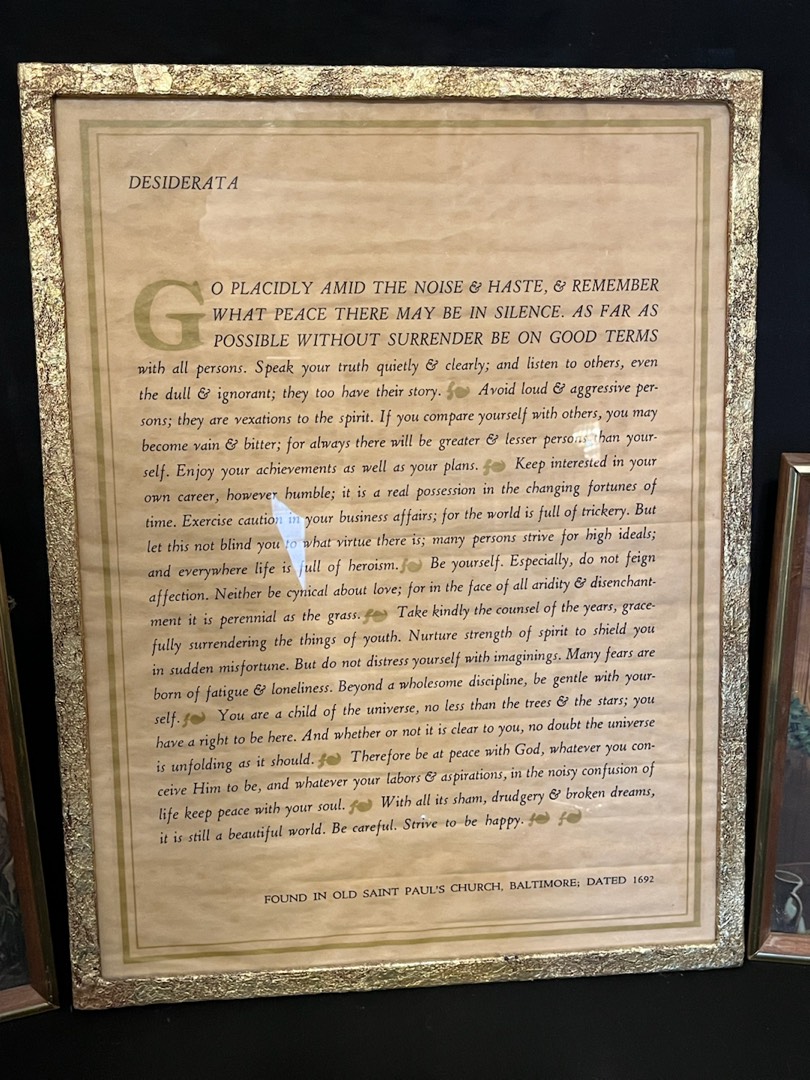 DESIDERATA
GO PLACIDLY AMID THE NOISE & HASTE, & REMEMBER
WHAT PEACE THERE MAY BE IN SILENCE. AS FAR AS
POSSIBLE WITHOUT SURRENDER BE ON GOOD TERMS
with all persons. Speak your truth quietly & clearly; and listen to others, even
the dull & ignorant; they too have their story. Avoid loud & aggressive per-
sons; they are vexations to the spirit. If you compare yourself with others, you may
become vain & bitter; for always there will be greater & lesser persons than your-
self. Enjoy your achievements as well as your plans. Keep interested in your
own career, however humble; it is a real possession in the changing fortunes of
time. Exercise caution in your business affairs; for the world is full of trickery. But
let this not blind you to what virtue there is; many persons strive for high ideals;
and everywhere life is full of heroism. Be yourself. Especially, do not feign
affection. Neither be cynical about love; for in the face of all aridity & disenchant-
ment it is perennial as the grass. Take kindly the counsel of the years, grace-
fully surrendering the things of youth. Nurture strength of spirit to shield you
in sudden misfortune. But do not distress yourself with imaginings. Many fears are
born of fatigue & loneliness. Beyond a wholesome discipline, be gentle with your-
self. You are a child of the universe, no less than the trees & the stars; you
have a right to be here. And whether or not it is clear to you, no doubt the universe
is unfolding as it should. Therefore be at peace with God, whatever you con-
ceive Him to be, and whatever your labors & aspirations, in the noisy confusion of
life keep peace with your soul. With all its sham, drudgery & broken dreams,
it is still a beautiful world. Be careful. Strive to be happy.
FOUND IN OLD SAINT PAUL'S CHURCH, BALTIMORE; DATED 1692